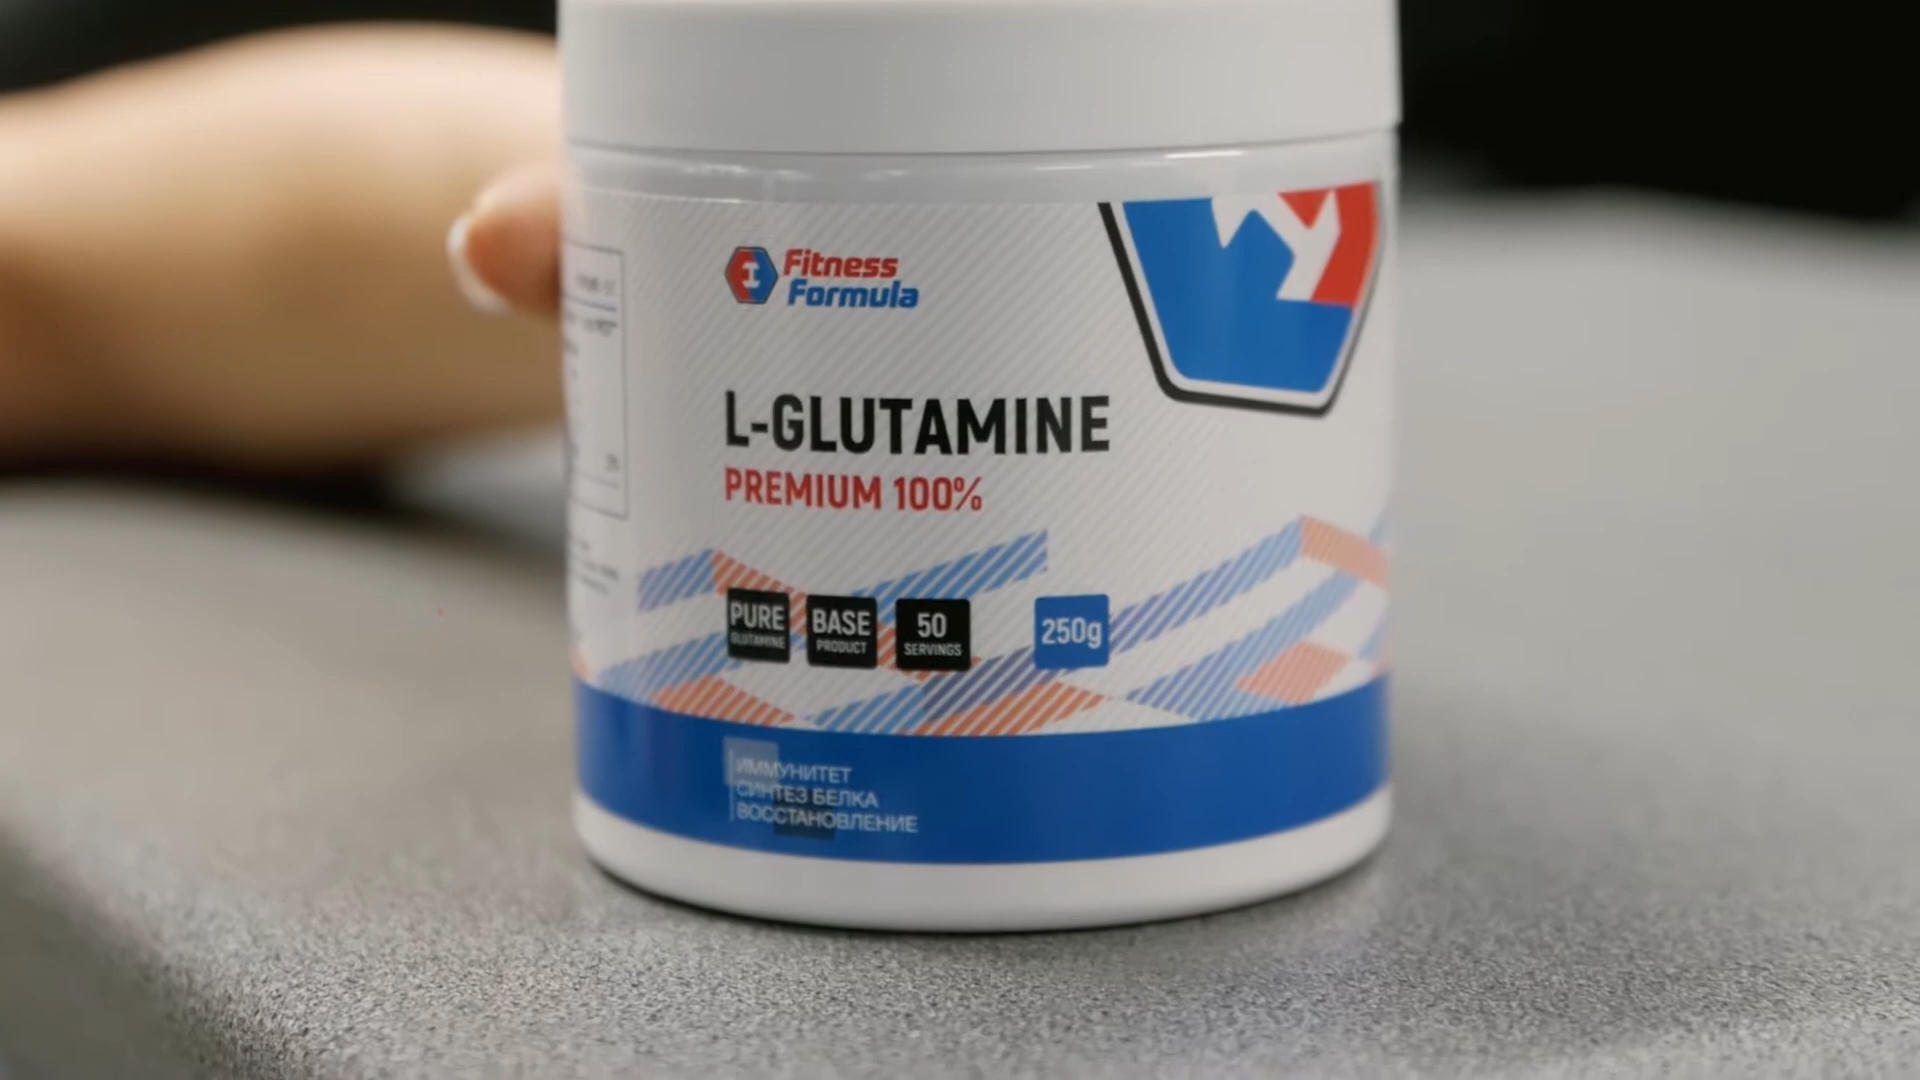 Fitness
Formula
L-GLUTAMINE
PREMIUM 100%
PURE
GLUTAMINE
BASE
PRODUCT
50
SERVINGS
250g
ИММУНИТЕТ
СИНТЕЗ БЕЛКА
ВОССТАНОВЛЕНИЕ